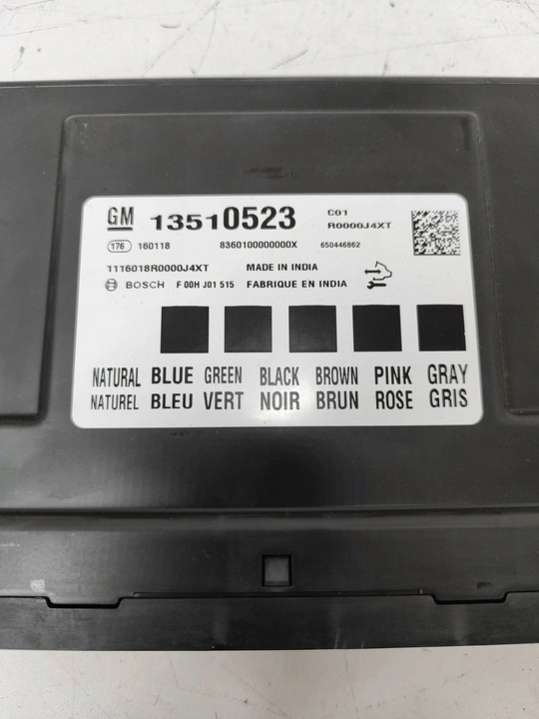 GM 13510523 C01
R0000J4XT
176 160118 8360100000000X 650446862
1116018R0000J4XT MADE IN INDIA
BOSCH F 00H J01 515 FABRIQUE EN INDIA
NATURAL BLUE GREEN BLACK BROWN PINK GRAY
NATUREL BLEU VERT NOIR BRUN ROSE GRIS